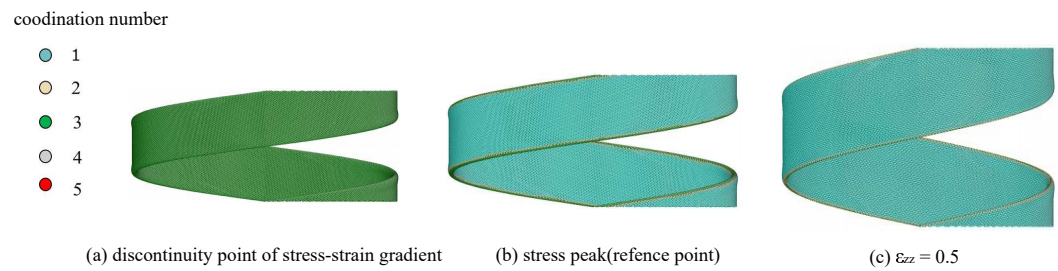 coodination number
1
2
3
4
5
(a) discontinuity point of stress-strain gradient
(b) stress peak(refence point)
(c) εzz = 0.5